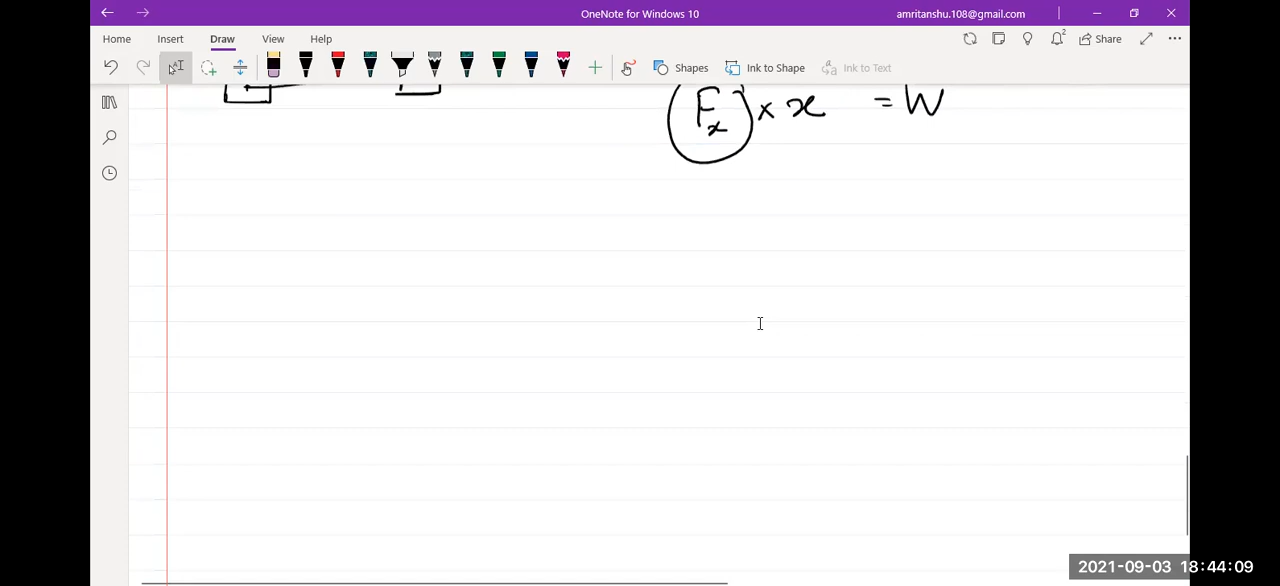 OneNote for Windows 10
amritanshu.108@gmail.com
Home Insert Draw View Help
Share
Shapes
Ink to Shape
Ink to Text
F_x × x = W
2021-09-03 18:44:09